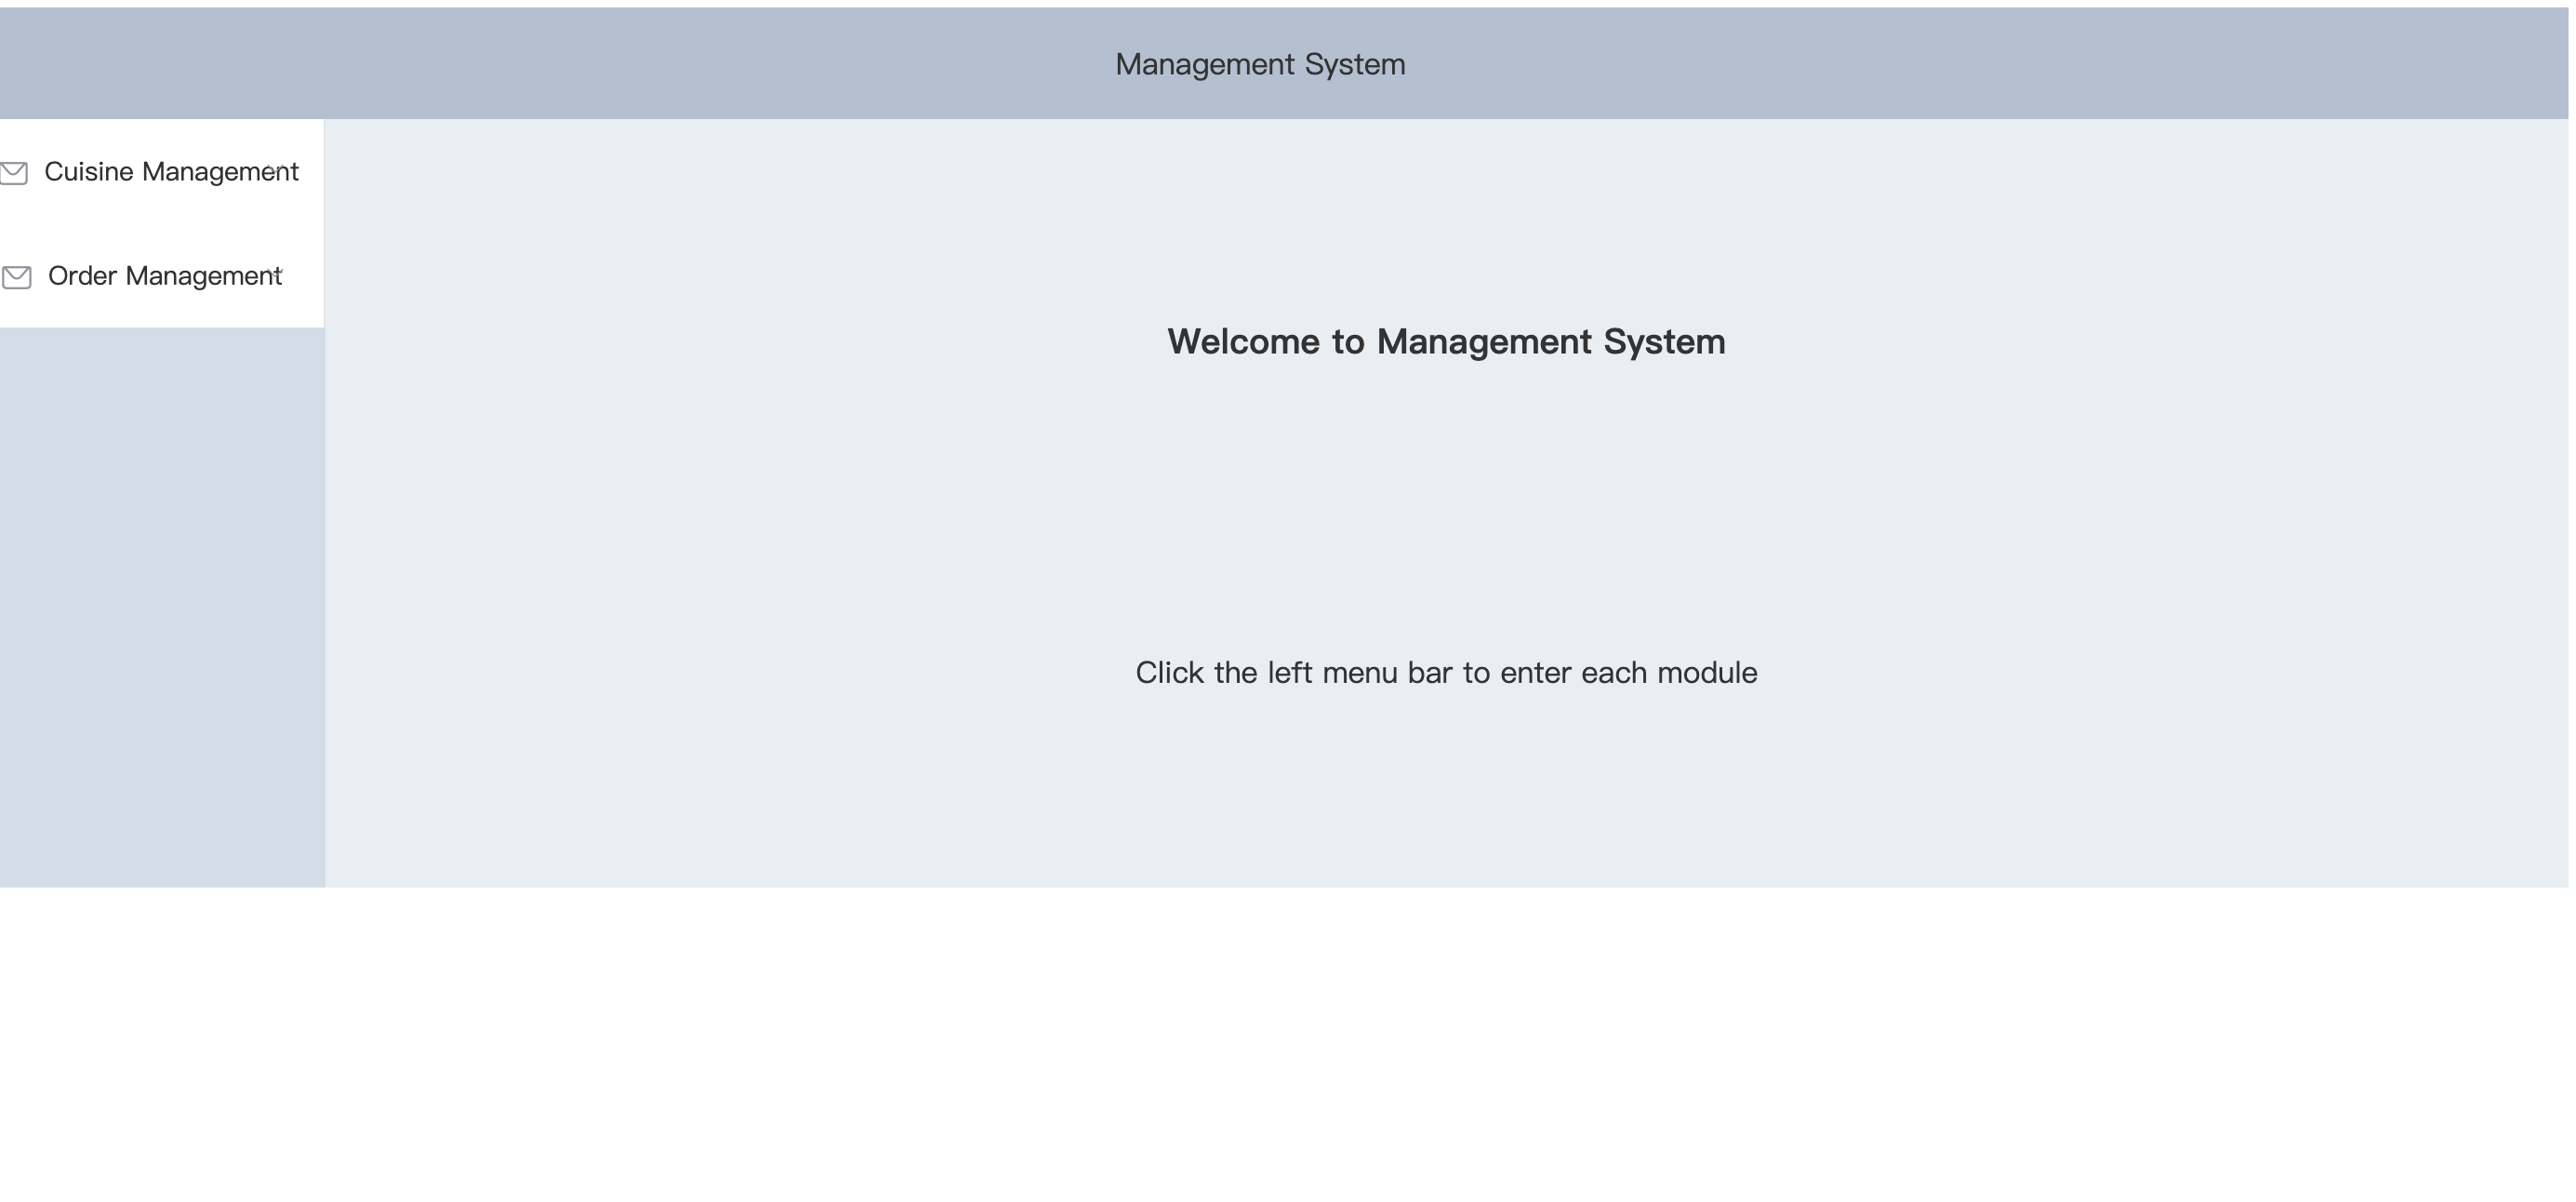 Management System
Cuisine Management
Order Management
Welcome to Management System
Click the left menu bar to enter each module